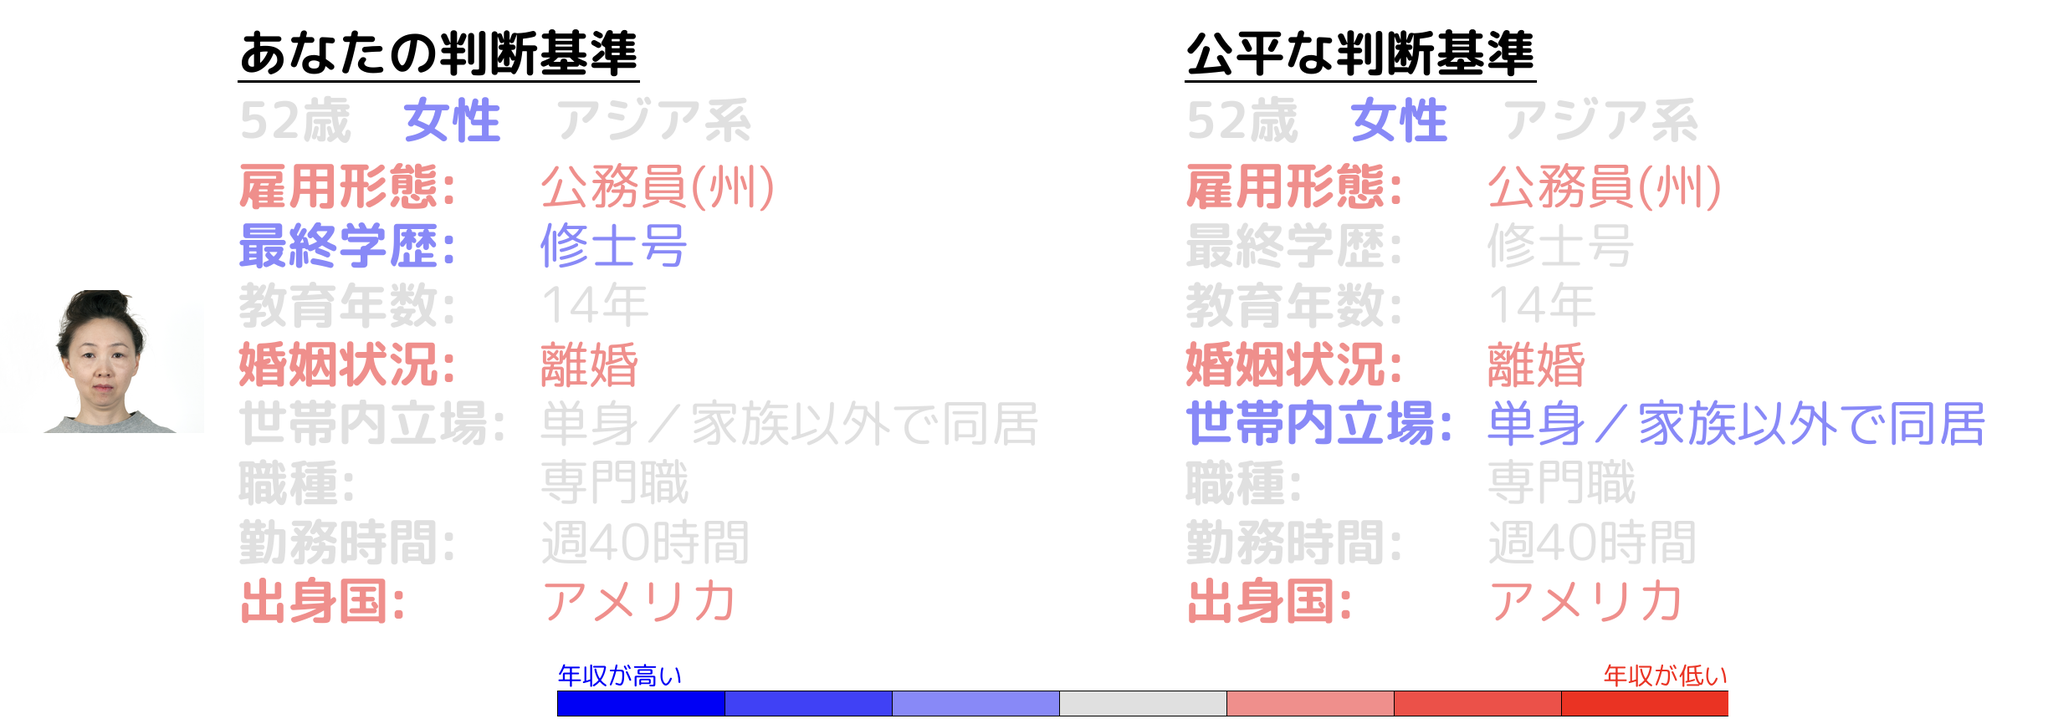 あなたの判断基準
52歳 女性 アジア系
雇用形態: 公務員(州)
最終学歴: 修士号
教育年数: 14年
婚姻状況: 離婚
世帯内立場: 単身／家族以外で同居
職種: 専門職
勤務時間: 週40時間
出身国: アメリカ
公平な判断基準
52歳 女性 アジア系
雇用形態: 公務員(州)
最終学歴: 修士号
教育年数: 14年
婚姻状況: 離婚
世帯内立場: 単身／家族以外で同居
職種: 専門職
勤務時間: 週40時間
出身国: アメリカ
年収が高い
年収が低い